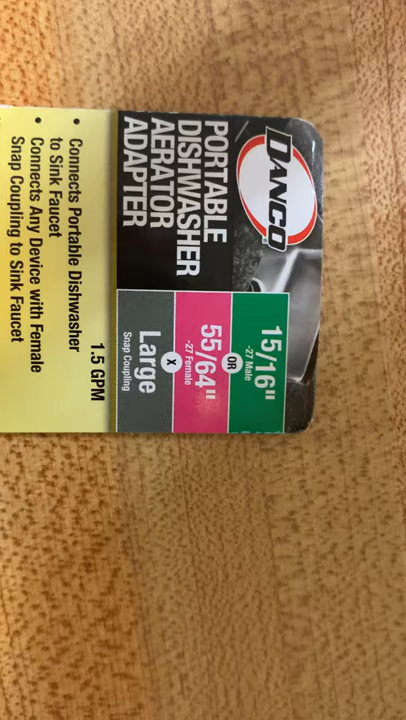 DANCO
PORTABLE
DISHWASHER
AERATOR
ADAPTER
15/16"
-27 Male
OR
55/64"
-27 Female
X
Large
Snap Coupling
1.5 GPM
• Connects Portable Dishwasher
to Sink Faucet
• Connects Any Device with Female
Snap Coupling to Sink Faucet